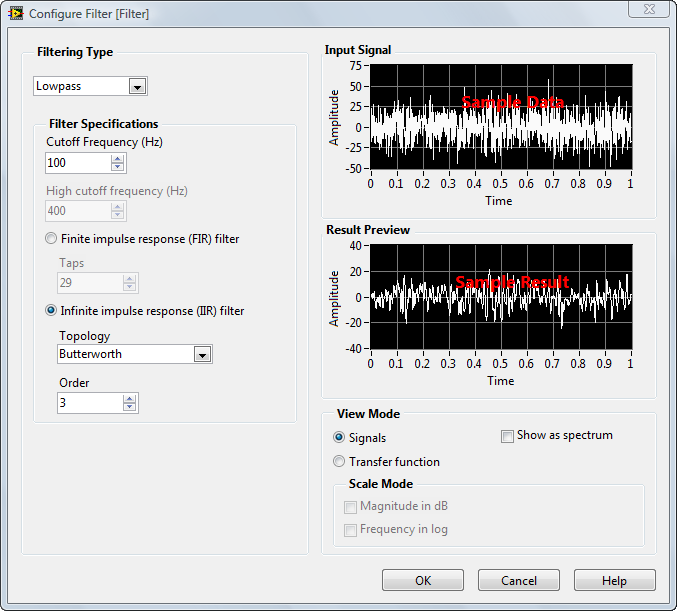 Configure Filter [Filter]
Filtering Type
Lowpass
Filter Specifications
Cutoff Frequency (Hz)
100
High cutoff frequency (Hz)
400
Finite impulse response (FIR) filter
Taps
29
Infinite impulse response (IIR) filter
Topology
Butterworth
Order
3
Input Signal
Amplitude
75
50
25
0
-25
-50
Sample Data
0 0.1 0.2 0.3 0.4 0.5 0.6 0.7 0.8 0.9 1
Time
Result Preview
Amplitude
40
20
0
-20
-40
Sample Result
0 0.1 0.2 0.3 0.4 0.5 0.6 0.7 0.8 0.9 1
Time
View Mode
Signals
Show as spectrum
Transfer function
Scale Mode
Magnitude in dB
Frequency in log
OK Cancel Help